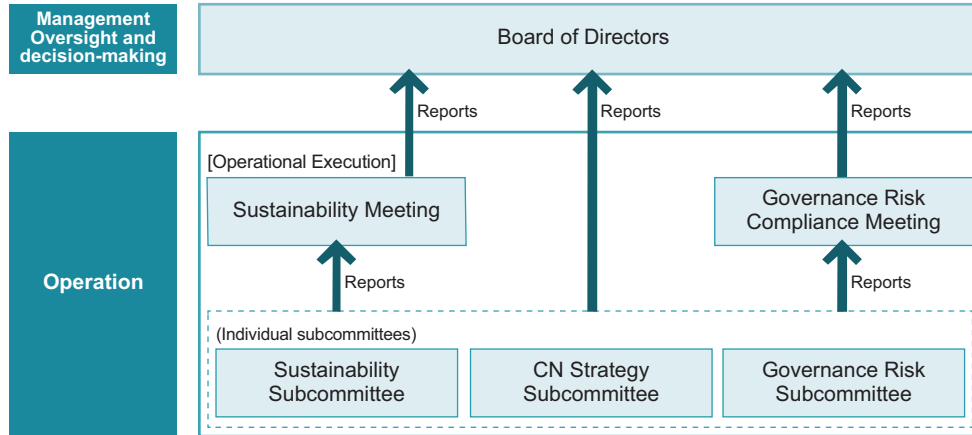 Management
Oversight and
decision-making
Board of Directors
Reports
Reports
Reports
Operation
[Operational Execution]
Sustainability Meeting
Governance Risk
Compliance Meeting
Reports
Reports
(Individual subcommittees)
Sustainability
Subcommittee
CN Strategy
Subcommittee
Governance Risk
Subcommittee